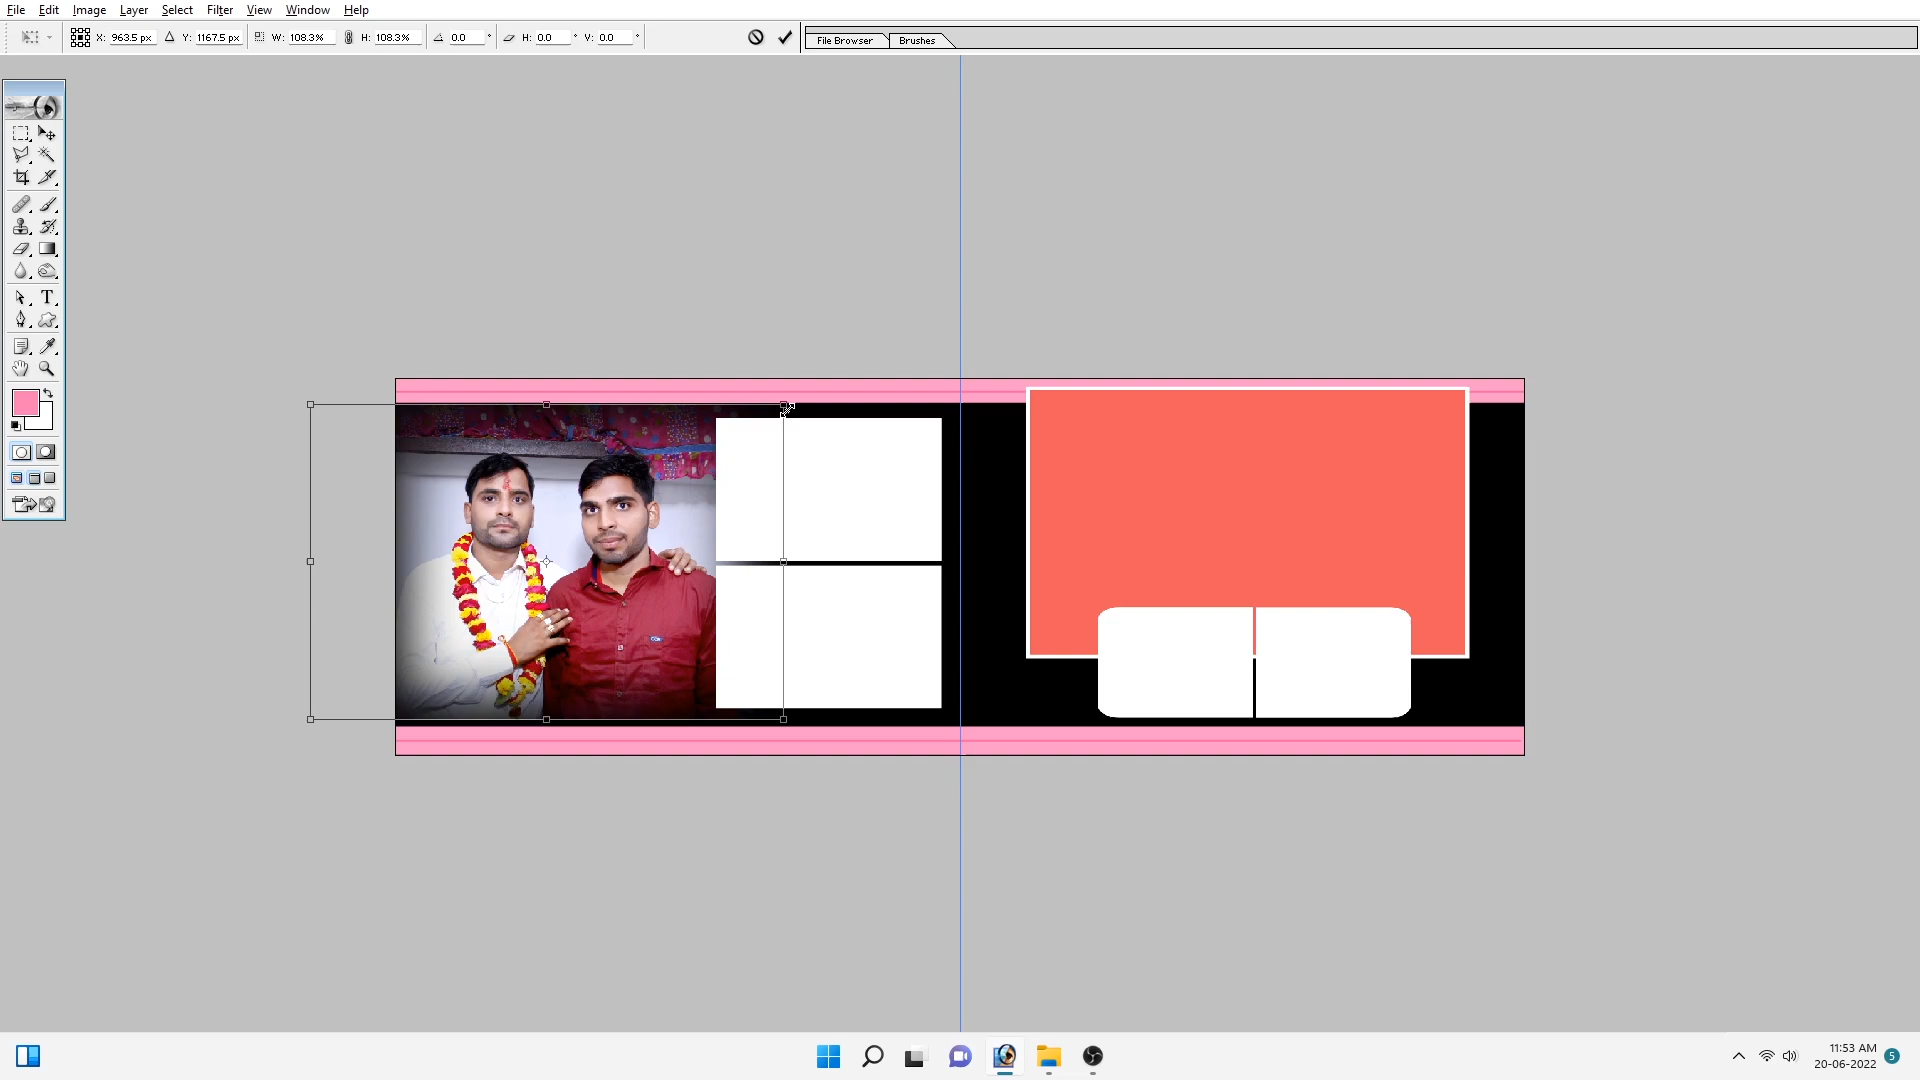 File Edit Image Layer Select Filter View Window Help
X: 963.5 px Y: 1167.5 px W: 108.3% H: 108.3% 0.0 ° H: 0.0 ° V: 0.0 °
File Browser Brushes
T
11:53 AM
20-06-2022
5